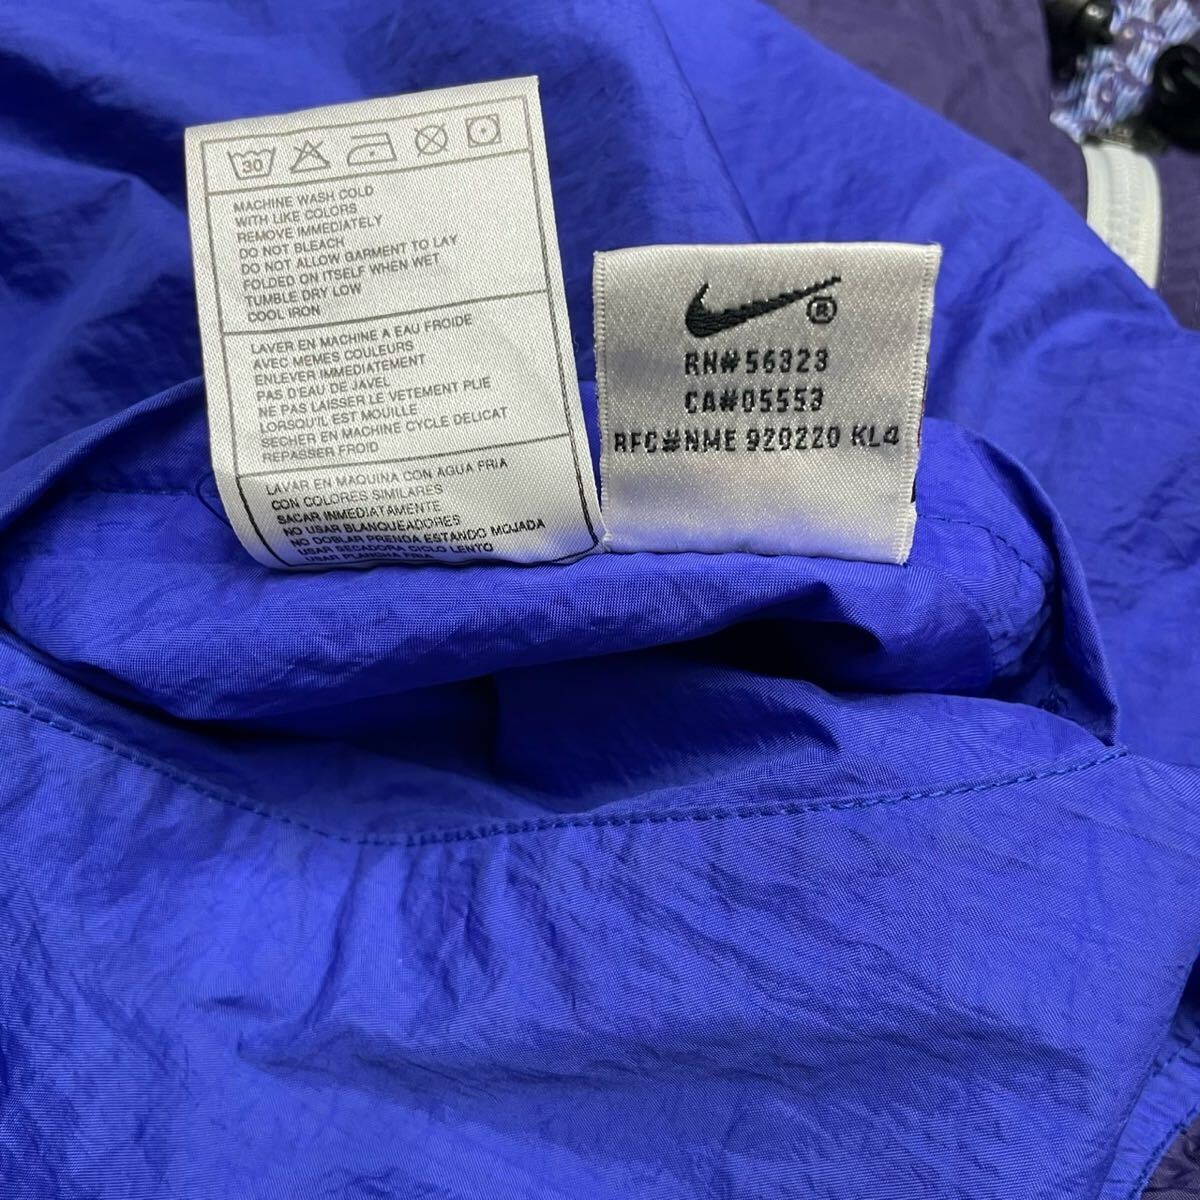 30
MACHINE WASH COLD
WITH LIKE COLORS
REMOVE IMMEDIATELY
DO NOT BLEACH
DO NOT ALLOW GARMENT TO LAY
FOLDED ON ITSELF WHEN WET
TUMBLE DRY LOW
COOL IRON
LAVER EN MACHINE A EAU FROIDE
AVEC MEMES COULEURS
ENLEVER IMMEDIATEMENT
PAS D'EAU DE JAVEL
NE PAS LAISSER LE VETEMENT PLIE
LORSQU'IL EST MOUILLE
SECHER EN MACHINE CYCLE DELICAT
REPASSER FROID
LAVAR EN MAQUINA CON AGUA FRIA
CON COLORES SIMILARES
SACAR INMEDIATAMENTE
NO USAR BLANQUEADORES
NO DOBLAR PRENDA ESTANDO MOJADA
USAR SECADORA CICLO LENTO
USAR PLANCHA FRIA
®
RN#56323
CA#05553
RFC#NME 920220 KL4